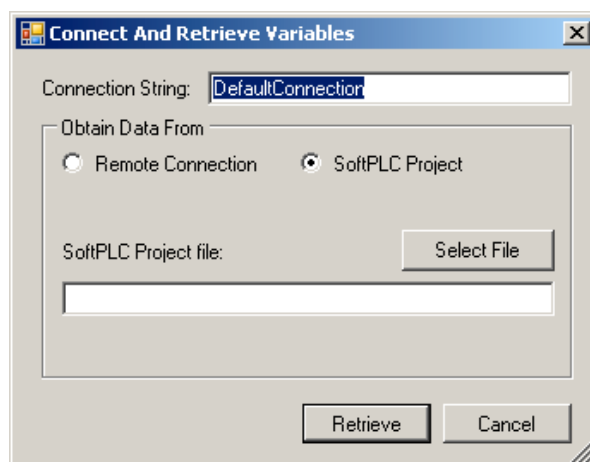 Connect And Retrieve Variables
Connection String: DefaultConnection
Obtain Data From
Remote Connection SoftPLC Project
SoftPLC Project file: Select File
Retrieve Cancel